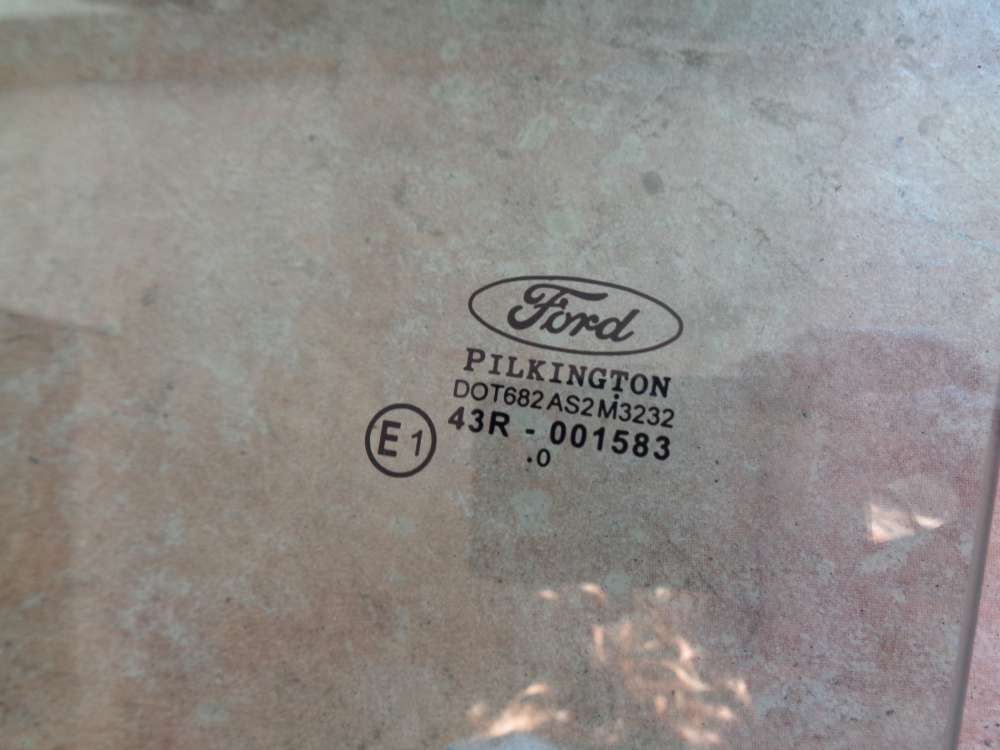 Ford
PILKINGTON
DOT682 AS2 M3232
E1 43R - 001583
.0